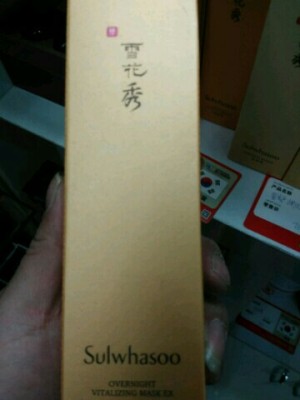 雪花秀
Sulwhasoo
OVERNIGHT
VITALIZING MASK EX